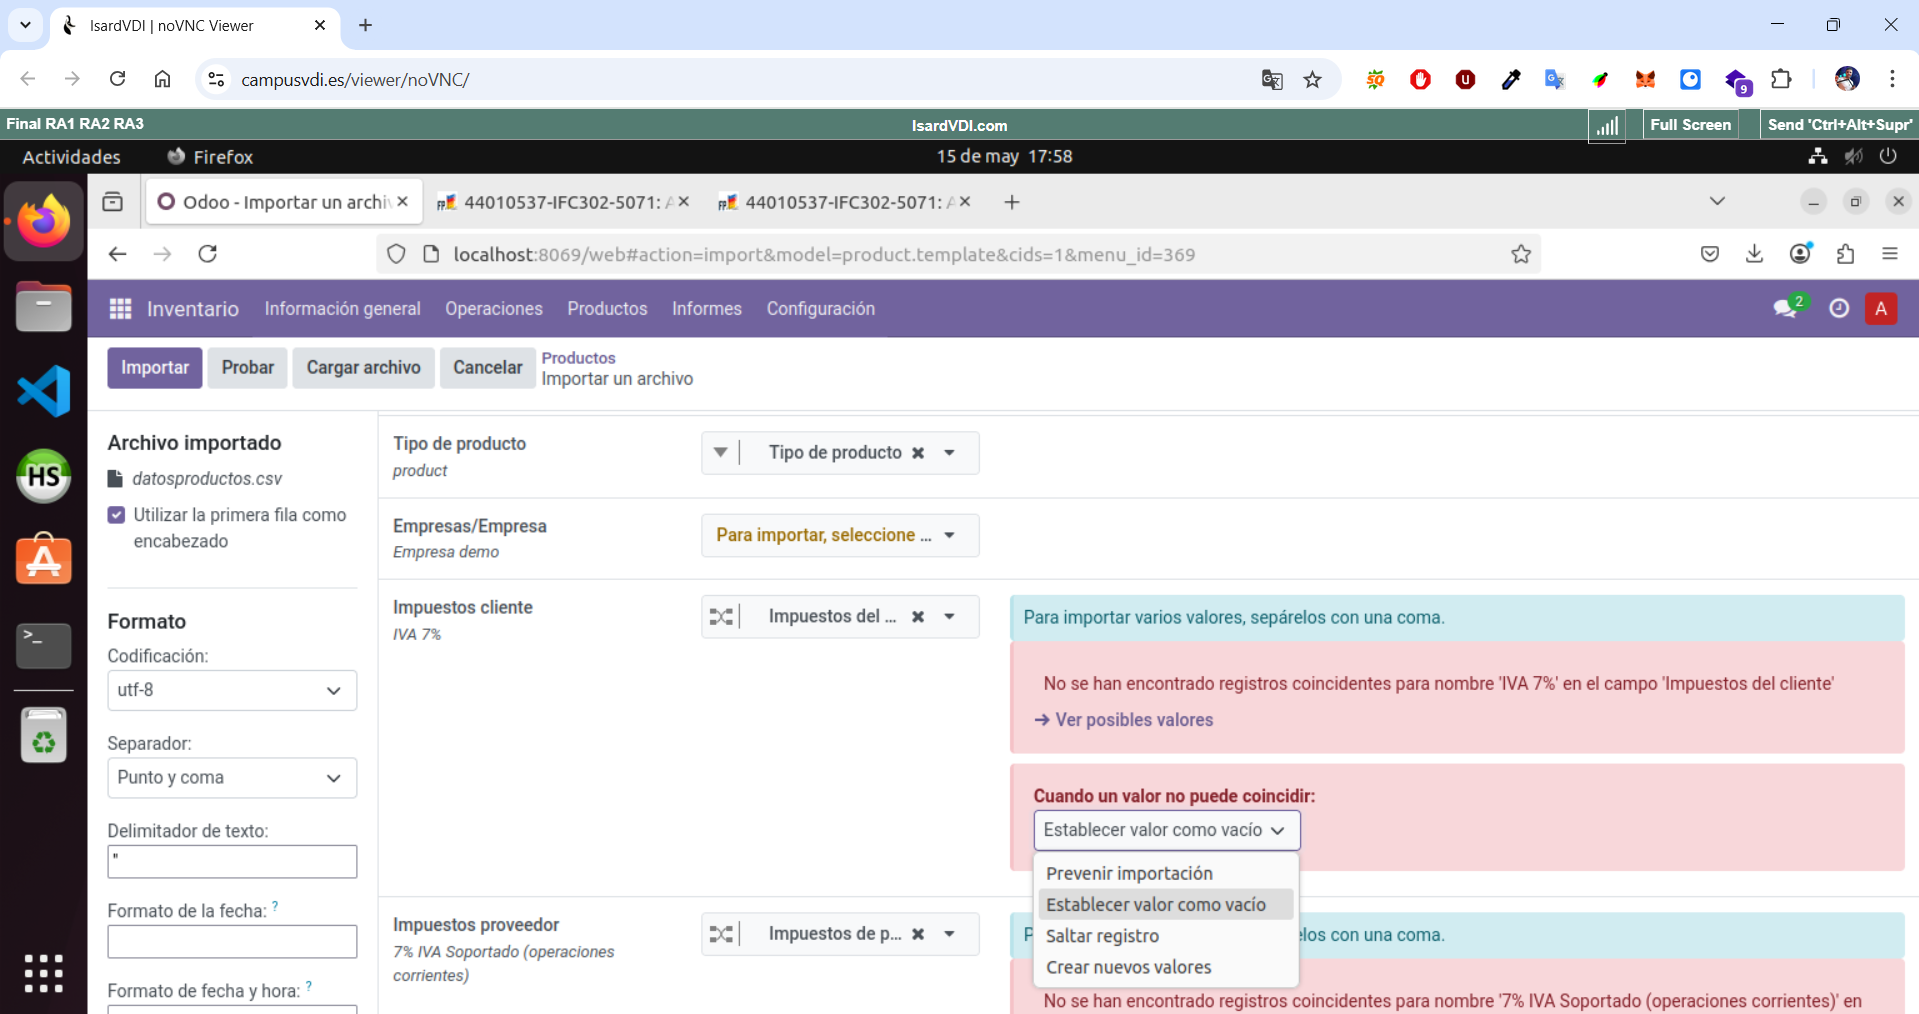 IsardVDI | noVNC Viewer
campusvdi.es/viewer/noVNC/
9
Final RA1 RA2 RA3
IsardVDI.com
Full Screen
Send 'Ctrl+Alt+Supr'
Actividades
Firefox
15 de may 17:58
Odoo - Importar un archiv
44010537-IFC302-5071: A
44010537-IFC302-5071: A
localhost:8069/web#action=import&model=product.template&cids=1&menu_id=369
Inventario
Información general
Operaciones
Productos
Informes
Configuración
2
A
Importar
Probar
Cargar archivo
Cancelar
Productos
Importar un archivo
Archivo importado
datosproductos.csv
Utilizar la primera fila como
encabezado
Formato
Codificación:
utf-8
Separador:
Punto y coma
Delimitador de texto:
"
Formato de la fecha: ?
Formato de fecha y hora: ?
Tipo de producto
product
Tipo de producto
Empresas/Empresa
Empresa demo
Para importar, seleccione ...
Impuestos cliente
IVA 7%
Impuestos del ...
Para importar varios valores, sepárelos con una coma.
No se han encontrado registros coincidentes para nombre 'IVA 7%' en el campo 'Impuestos del cliente'
→ Ver posibles valores
Cuando un valor no puede coincidir:
Establecer valor como vacío
Prevenir importación
Establecer valor como vacío
Saltar registro
Crear nuevos valores
Impuestos proveedor
7% IVA Soportado (operaciones
corrientes)
Impuestos de p...
P
los con una coma.
No se han encontrado registros coincidentes para nombre '7% IVA Soportado (operaciones corrientes)' en
HS
>_